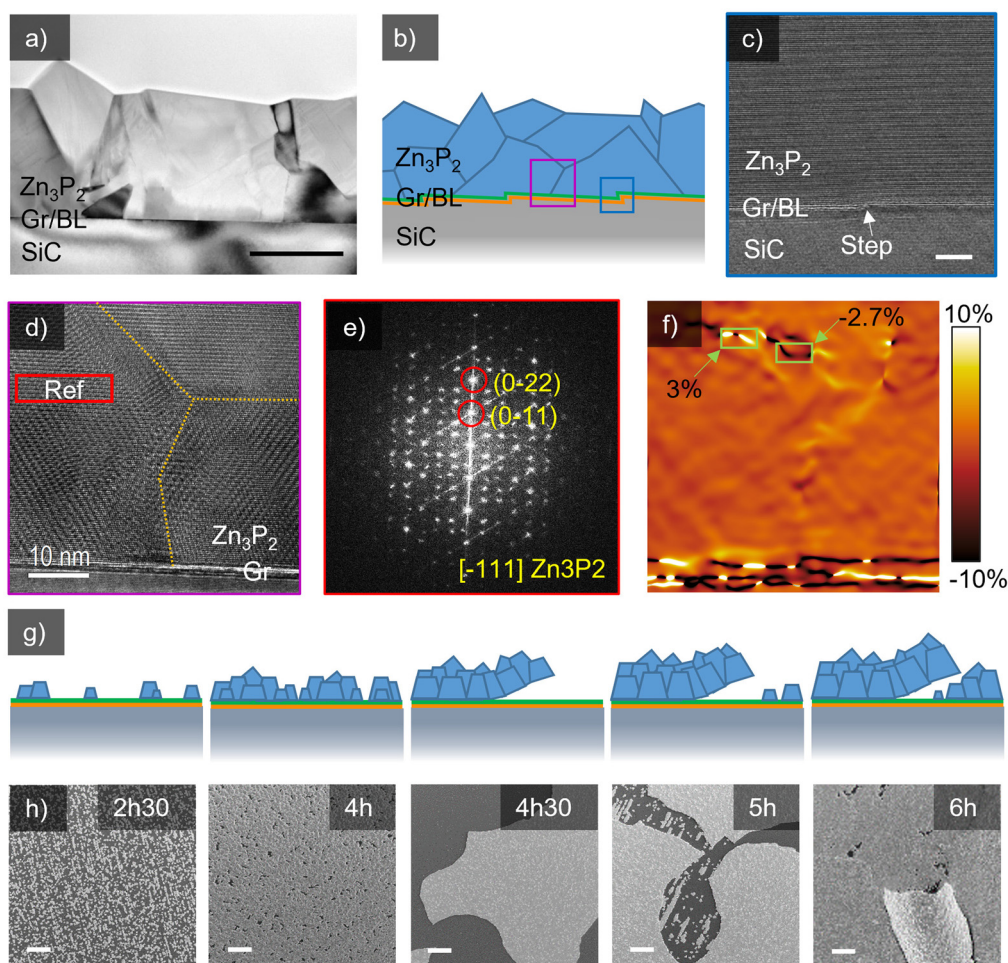 a)
Zn3P2
Gr/BL
SiC
b)
Zn3P2
Gr/BL
SiC
c)
Zn3P2
Gr/BL
Step
SiC
d)
Ref
Zn3P2
10 nm
Gr
e)
(0-22)
(0-11)
[-111] Zn3P2
f)
-2.7%
10%
3%
-10%
g)
h)
2h30
4h
4h30
5h
6h